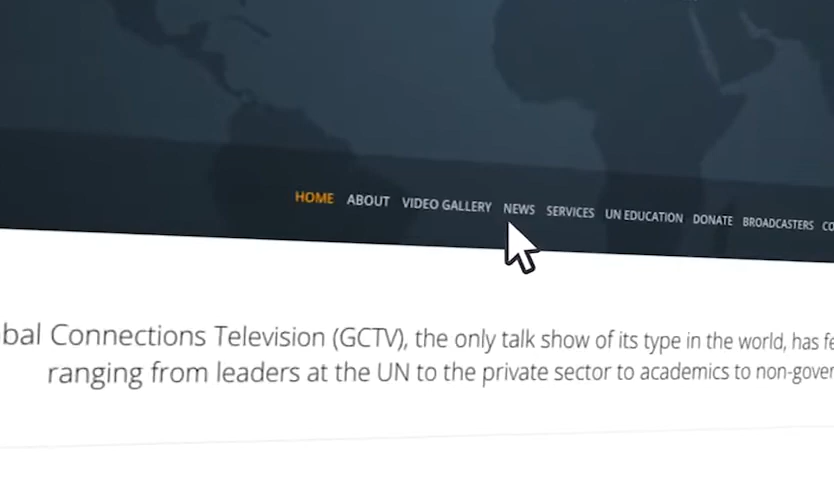 HOME ABOUT VIDEO GALLERY NEWS SERVICES UN EDUCATION DONATE BROADCASTERS CO
bal Connections Television (GCTV), the only talk show of its type in the world, has fe
ranging from leaders at the UN to the private sector to academics to non-gover